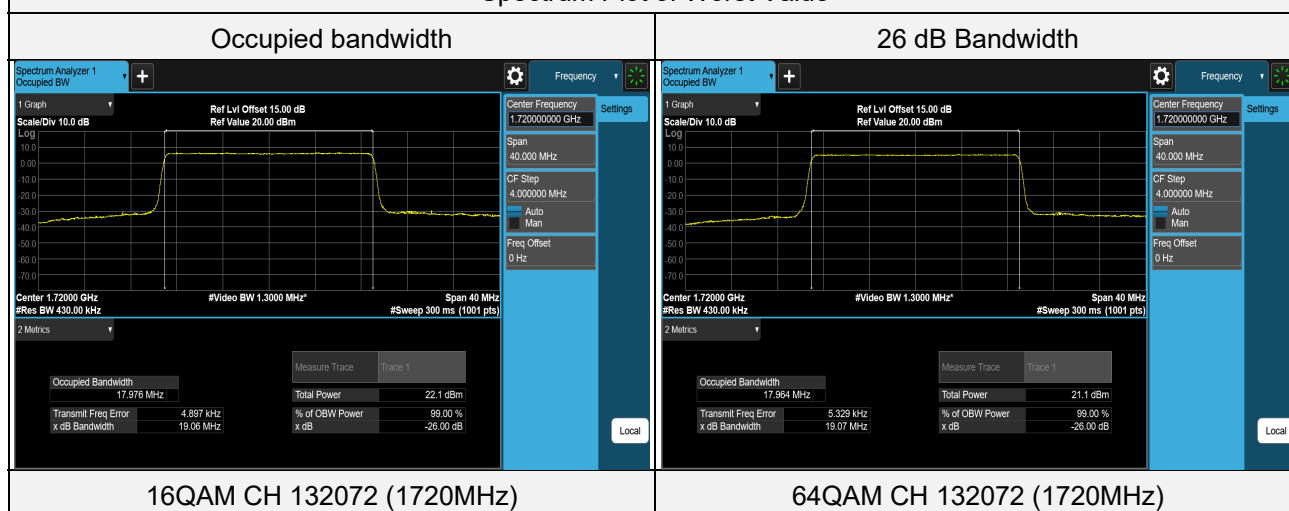 Occupied bandwidth
26 dB Bandwidth
Spectrum Analyzer 1
Occupied BW
+
Frequency
1 Graph
Scale/Div 10.0 dB
Ref Lvl Offset 15.00 dB
Ref Value 20.00 dBm
Log
10.0
0.00
-10.0
-20.0
-30.0
-40.0
-50.0
-60.0
-70.0
Center 1.72000 GHz
#Video BW 1.3000 MHz*
Span 40 MHz
#Res BW 430.00 kHz
#Sweep 300 ms (1001 pts)
Center Frequency
1.720000000 GHz
Settings
Span
40.000 MHz
CF Step
4.000000 MHz
Auto
Man
Freq Offset
0 Hz
Local
2 Metrics
Measure Trace Trace 1
Occupied Bandwidth
17.976 MHz
Total Power 22.1 dBm
Transmit Freq Error 4.897 kHz
% of OBW Power 99.00 %
x dB Bandwidth 19.06 MHz
x dB -26.00 dB
Spectrum Analyzer 1
Occupied BW
+
Frequency
1 Graph
Scale/Div 10.0 dB
Ref Lvl Offset 15.00 dB
Ref Value 20.00 dBm
Log
10.0
0.00
-10.0
-20.0
-30.0
-40.0
-50.0
-60.0
-70.0
Center 1.72000 GHz
#Video BW 1.3000 MHz*
Span 40 MHz
#Res BW 430.00 kHz
#Sweep 300 ms (1001 pts)
Center Frequency
1.720000000 GHz
Settings
Span
40.000 MHz
CF Step
4.000000 MHz
Auto
Man
Freq Offset
0 Hz
Local
2 Metrics
Measure Trace Trace 1
Occupied Bandwidth
17.964 MHz
Total Power 21.1 dBm
Transmit Freq Error 5.329 kHz
% of OBW Power 99.00 %
x dB Bandwidth 19.07 MHz
x dB -26.00 dB
16QAM CH 132072 (1720MHz)
64QAM CH 132072 (1720MHz)